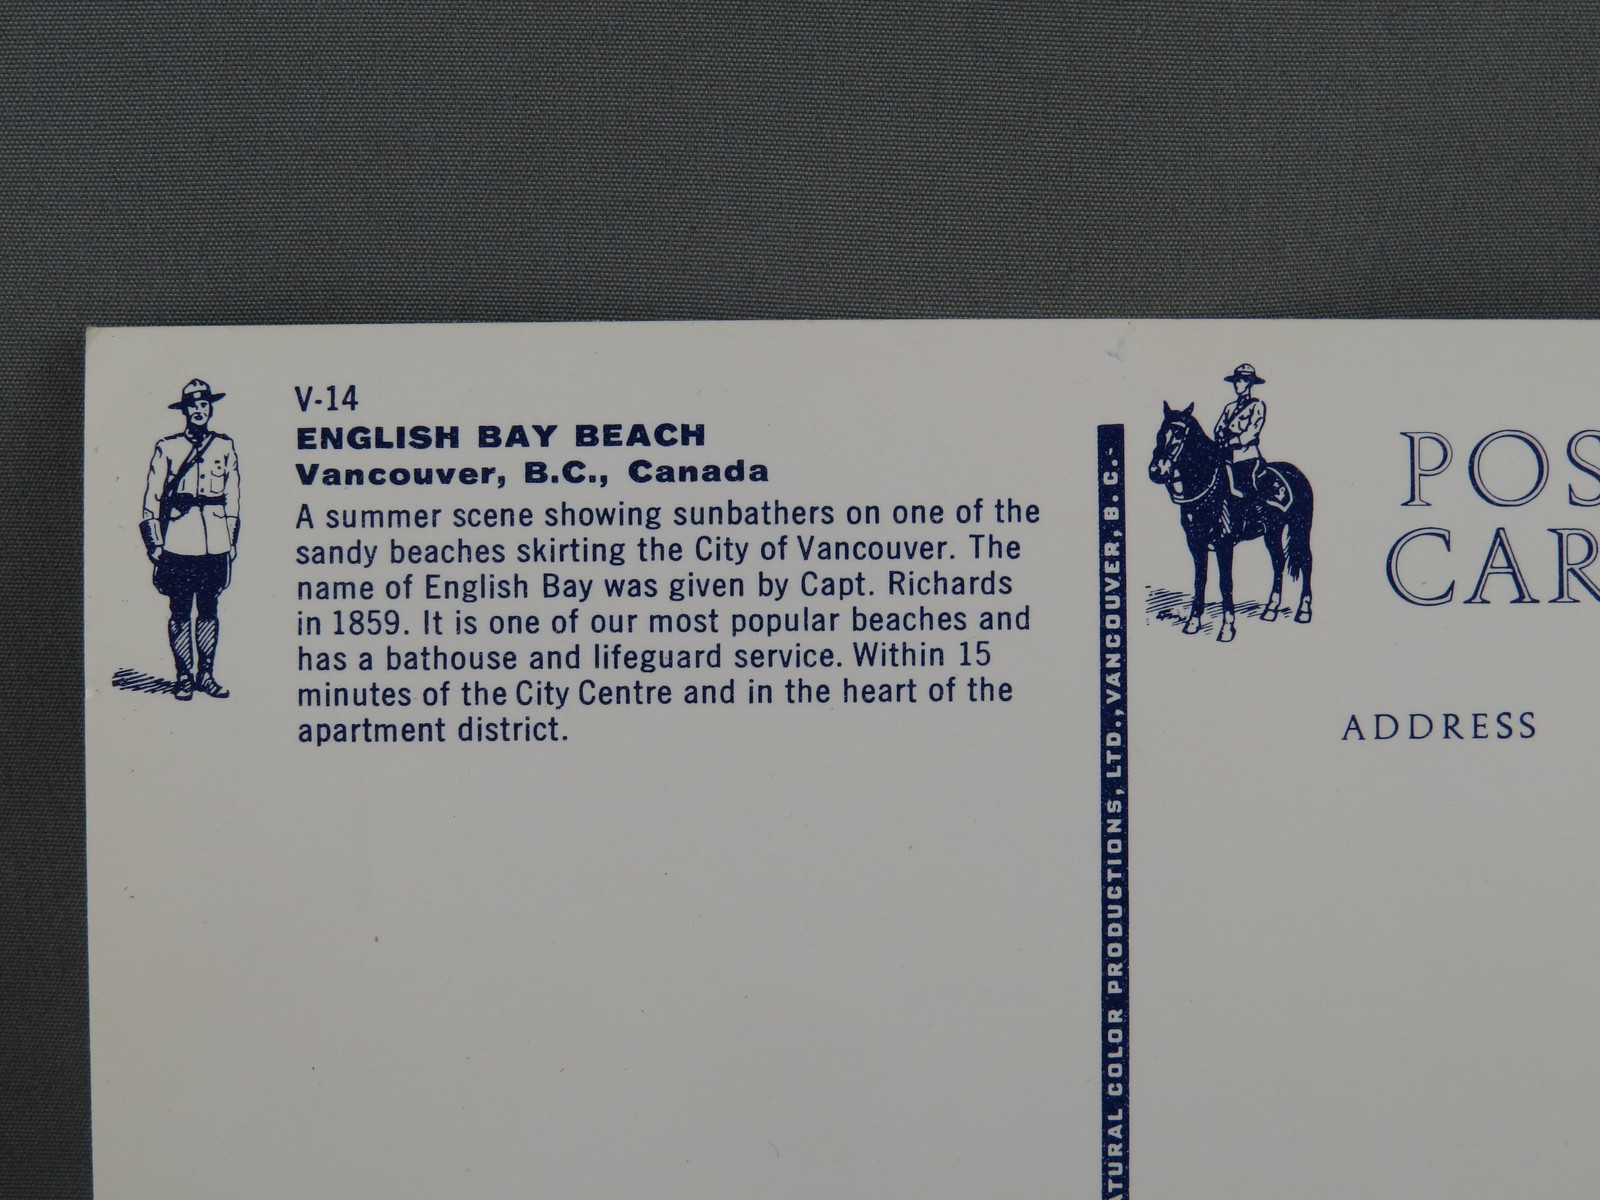 V-14
ENGLISH BAY BEACH
Vancouver, B.C., Canada
A summer scene showing sunbathers on one of the
sandy beaches skirting the City of Vancouver. The
name of English Bay was given by Capt. Richards
in 1859. It is one of our most popular beaches and
has a bathouse and lifeguard service. Within 15
minutes of the City Centre and in the heart of the
apartment district.
ATURAL COLOR PRODUCTIONS, LTD., VANCOUVER, B.C.-
POS
CAR
ADDRESS